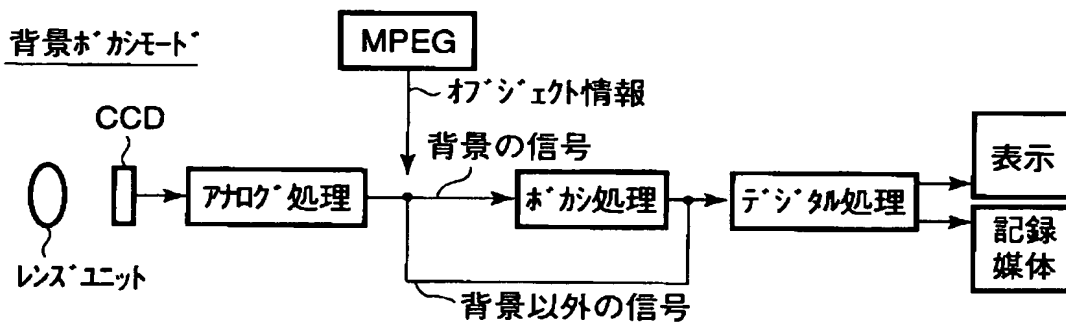 背景ボカシモード
MPEG
オブジェクト情報
CCD
背景の信号
アナログ処理
ボカシ処理
デジタル処理
表示
記録
媒体
レンズユニット
背景以外の信号